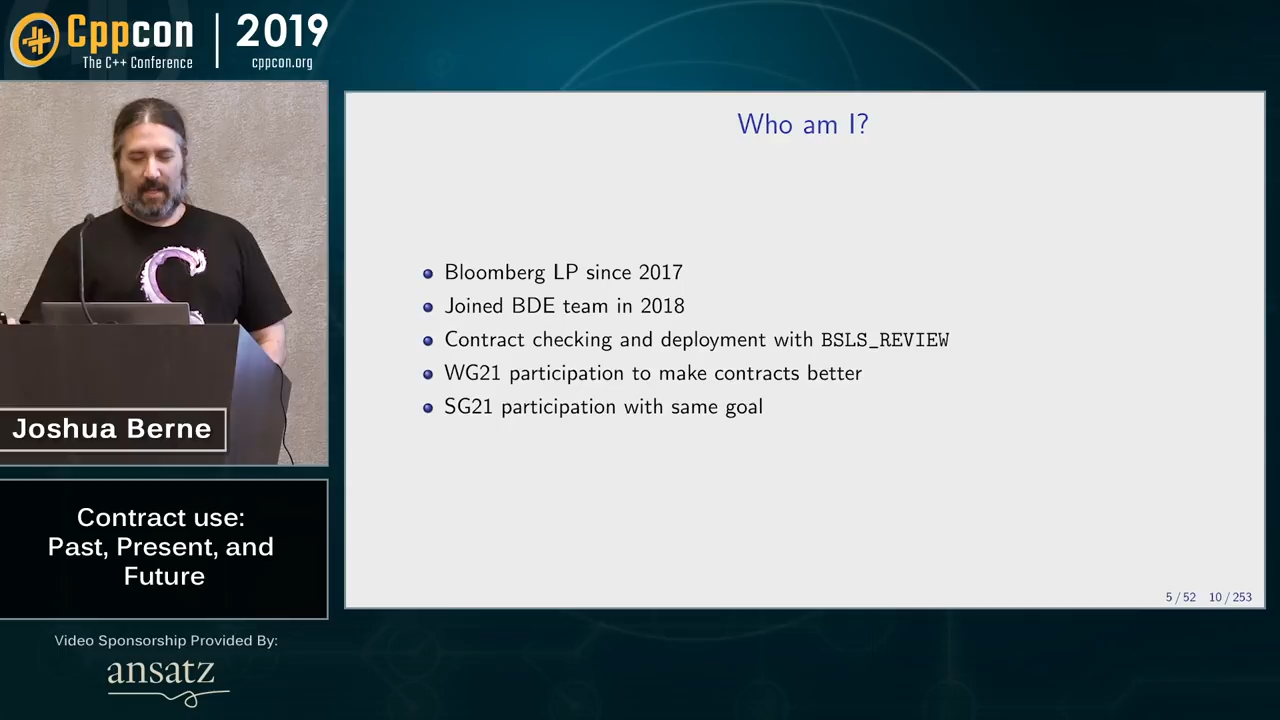 Cppcon | 2019
The C++ Conference cppcon.org
Who am I?
Bloomberg LP since 2017
Joined BDE team in 2018
Contract checking and deployment with BSLS_REVIEW
WG21 participation to make contracts better
SG21 participation with same goal
5 / 52 10 / 253
Joshua Berne
Contract use:
Past, Present, and
Future
Video Sponsorship Provided By:
ansatz